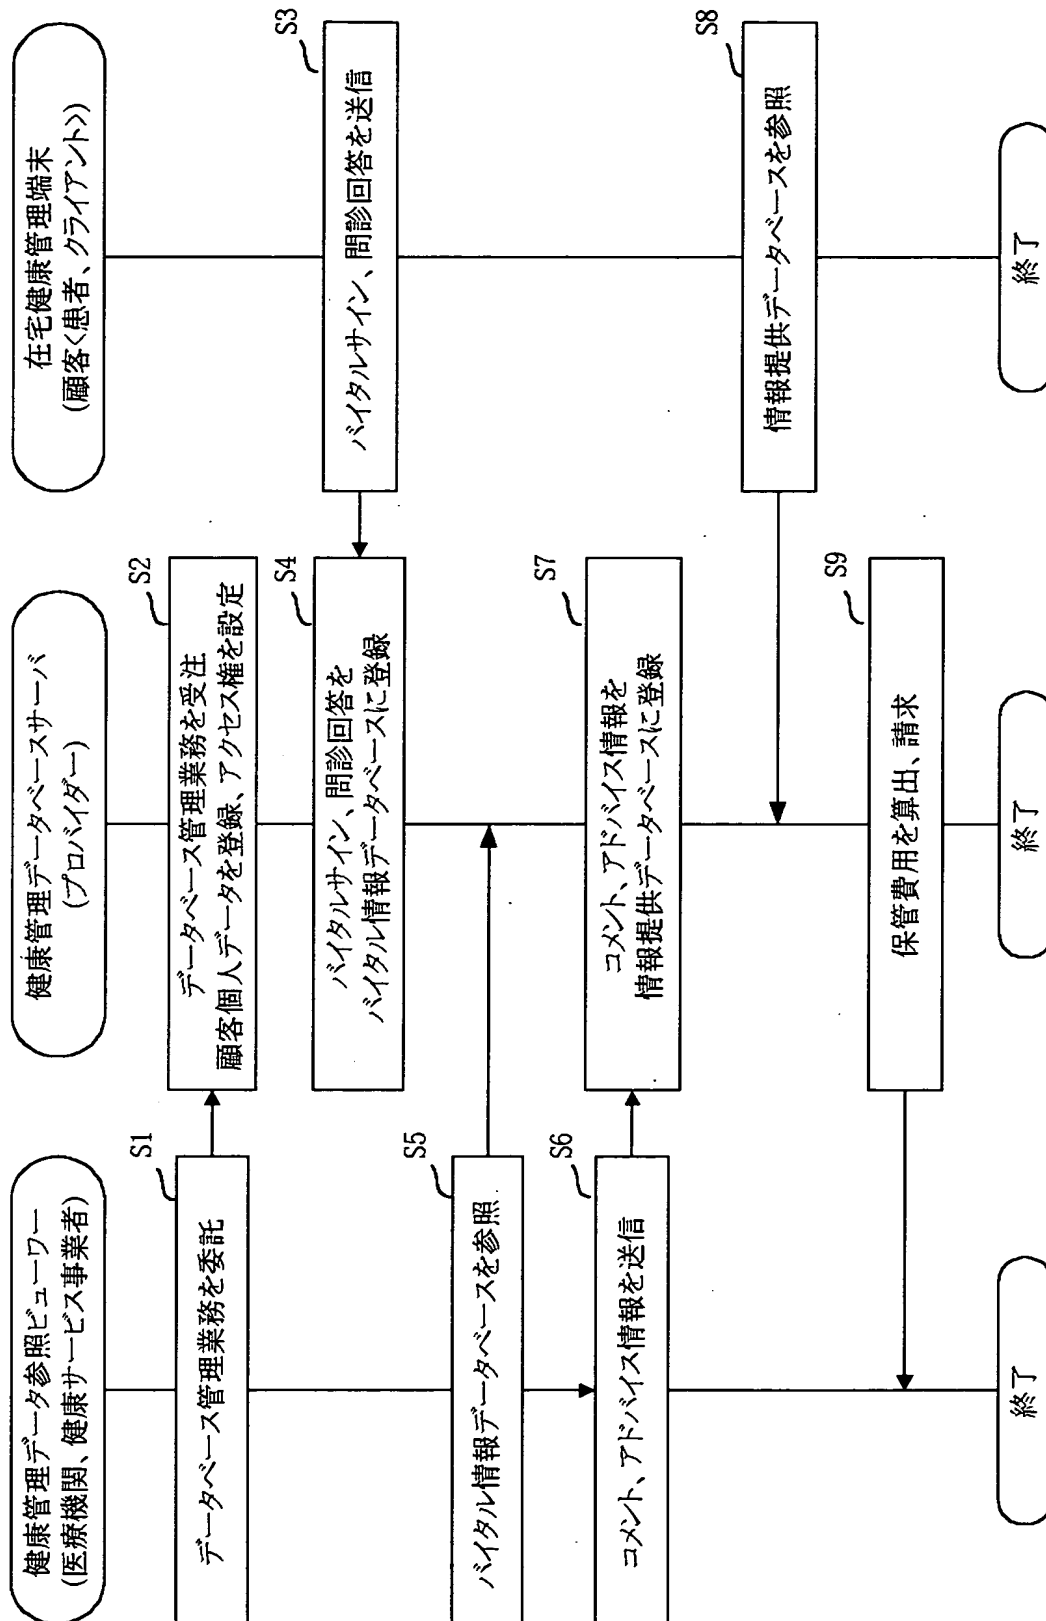 健康管理データ参照ビューワー
(医療機関、健康サービス事業者)
健康管理データベースサーバ
(プロバイダー)
在宅健康管理端末
(顧客<患者、クライアント>)
S1
データベース管理業務を委託
S2
データベース管理業務を受注
顧客個人データを登録、アクセス権を設定
S3
バイタルサイン、問診回答を送信
S4
バイタルサイン、問診回答を
バイタル情報データベースに登録
S5
バイタル情報データベースを参照
S6
コメント、アドバイス情報を送信
S7
コメント、アドバイス情報を
情報提供データベースに登録
S8
情報提供データベースを参照
S9
保管費用を算出、請求
終了
終了
終了